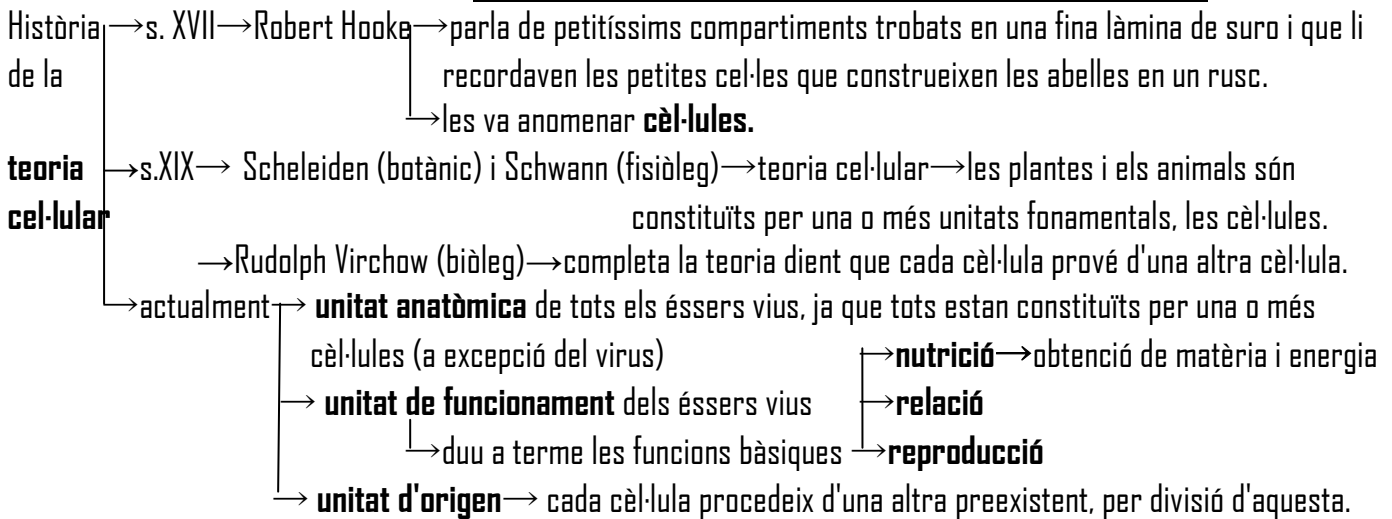 Història →s. XVII→Robert Hooke→parla de petitíssims compartiments trobats en una fina làmina de suro i que li
de la recordaven les petites cel·les que construeixen les abelles en un rusc.
→les va anomenar cèl·lules.
teoria →s.XIX→ Scheleiden (botànic) i Schwann (fisiòleg)→teoria cel·lular→les plantes i els animals són
cel·lular constituïts per una o més unitats fonamentals, les cèl·lules.
→Rudolph Virchow (biòleg)→completa la teoria dient que cada cèl·lula prové d'una altra cèl·lula.
→actualment→ unitat anatòmica de tots els éssers vius, ja que tots estan constituïts per una o més
cèl·lules (a excepció del virus) →nutrició→obtenció de matèria i energia
→ unitat de funcionament dels éssers vius →relació
→duu a terme les funcions bàsiques →reproducció
→ unitat d'origen→ cada cèl·lula procedeix d'una altra preexistent, per divisió d'aquesta.